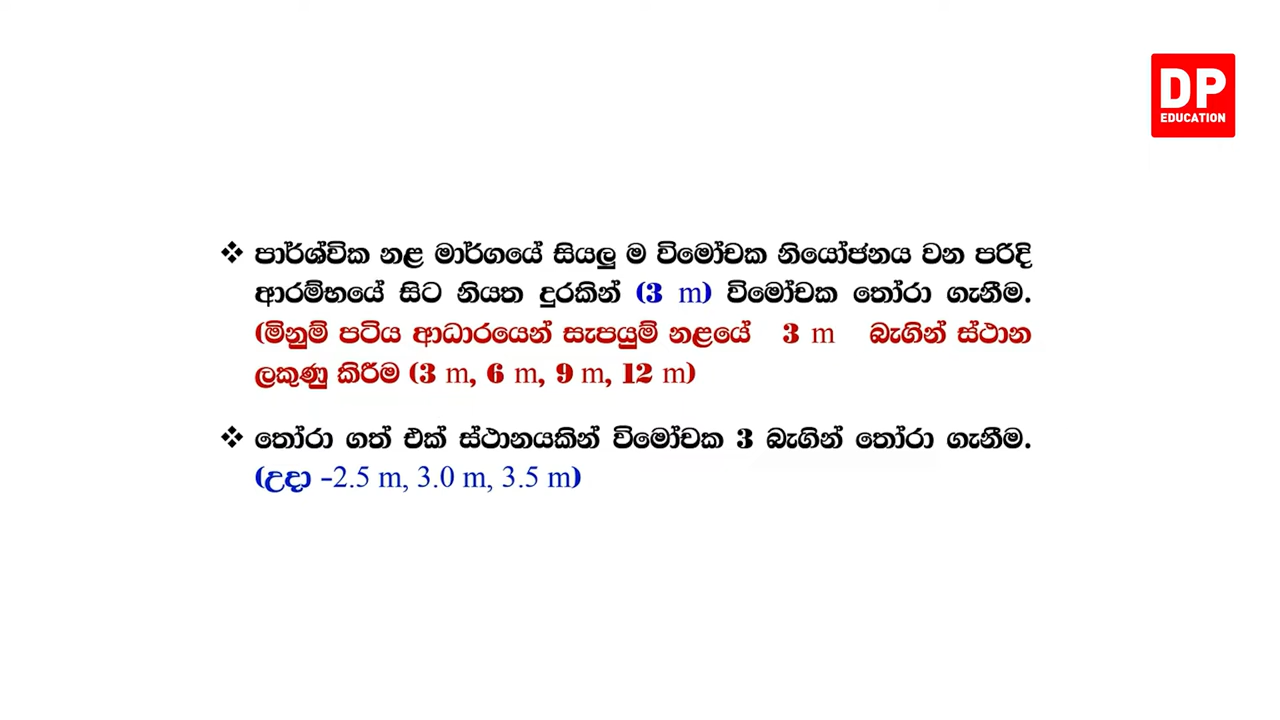 DP
EDUCATION
❖ පාර්ශ්වික නළ මාර්ගයේ සියලු ම විමෝචක නියෝජනය වන පරිදි
ආරම්භයේ සිට නියත දුරකින් (3 m) විමෝචක තෝරා ගැනීම.
(මිනුම් පටිය ආධාරයෙන් සැපයුම් නළයේ 3 m බැගින් ස්ථාන
ලකුණු කිරීම (3 m, 6 m, 9 m, 12 m)
❖ තෝරා ගත් එක් ස්ථානයකින් විමෝචක 3 බැගින් තෝරා ගැනීම.
(උදා -2.5 m, 3.0 m, 3.5 m)